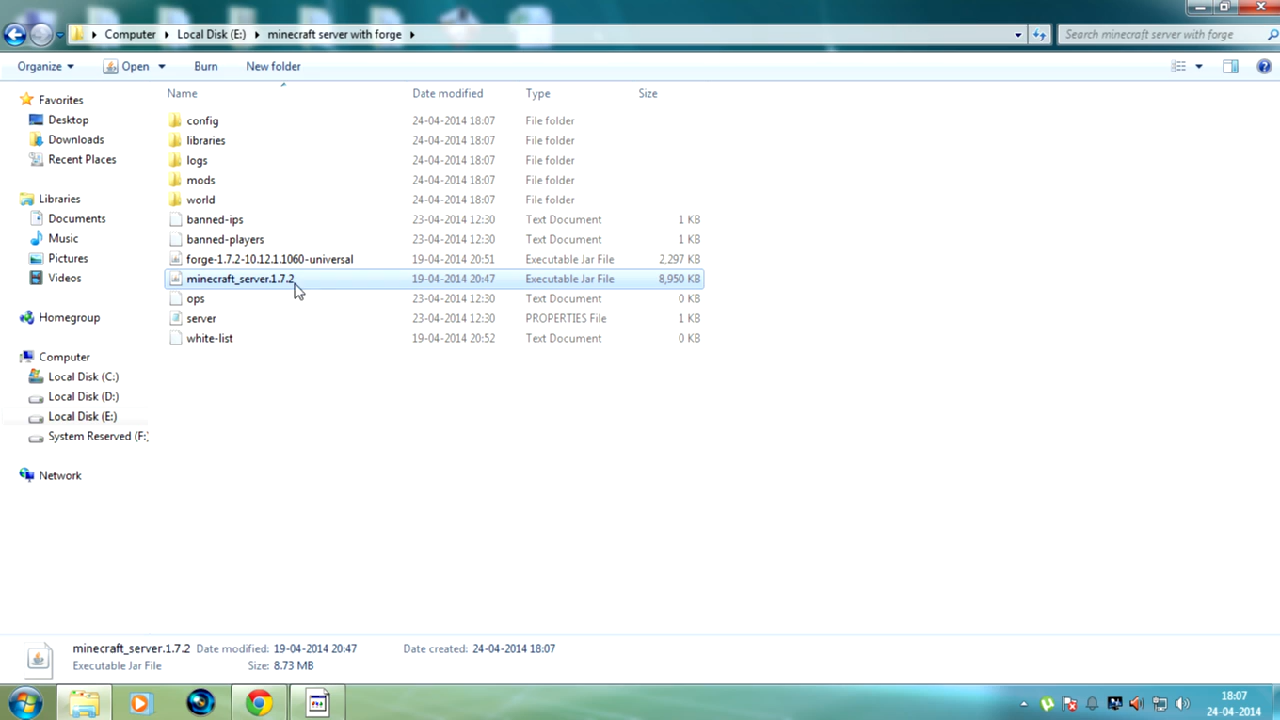 Computer Local Disk (E:) minecraft server with forge Search minecraft server with forge
Organize Open Burn New folder
Name Date modified Type Size
Favorites
Desktop
Downloads
Recent Places
Libraries
Documents
Music
Pictures
Videos
Homegroup
Computer
Local Disk (C:)
Local Disk (D:)
Local Disk (E:)
System Reserved (F:)
Network
config 24-04-2014 18:07 File folder
libraries 24-04-2014 18:07 File folder
logs 24-04-2014 18:07 File folder
mods 24-04-2014 18:07 File folder
world 24-04-2014 18:07 File folder
banned-ips 23-04-2014 12:30 Text Document 1 KB
banned-players 23-04-2014 12:30 Text Document 1 KB
forge-1.7.2-10.12.1.1060-universal 19-04-2014 20:51 Executable Jar File 2,297 KB
minecraft_server.1.7.2 19-04-2014 20:47 Executable Jar File 8,950 KB
ops 23-04-2014 12:30 Text Document 0 KB
server 23-04-2014 12:30 PROPERTIES File 1 KB
white-list 19-04-2014 20:52 Text Document 0 KB
minecraft_server.1.7.2 Date modified: 19-04-2014 20:47 Date created: 24-04-2014 18:07
Executable Jar File Size: 8.73 MB
18:07
24-04-2014